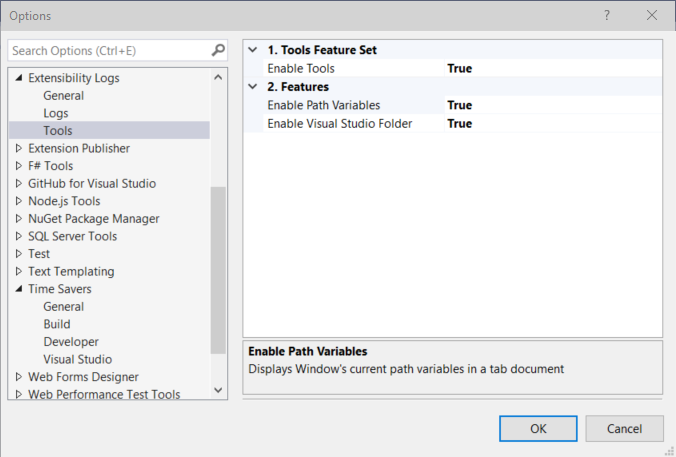 Options
?
Search Options (Ctrl+E)
Extensibility Logs
General
Logs
Tools
Extension Publisher
F# Tools
GitHub for Visual Studio
Node.js Tools
NuGet Package Manager
SQL Server Tools
Test
Text Templating
Time Savers
General
Build
Developer
Visual Studio
Web Forms Designer
Web Performance Test Tools
1. Tools Feature Set
Enable Tools True
2. Features
Enable Path Variables True
Enable Visual Studio Folder True
Enable Path Variables
Displays Window's current path variables in a tab document
OK Cancel